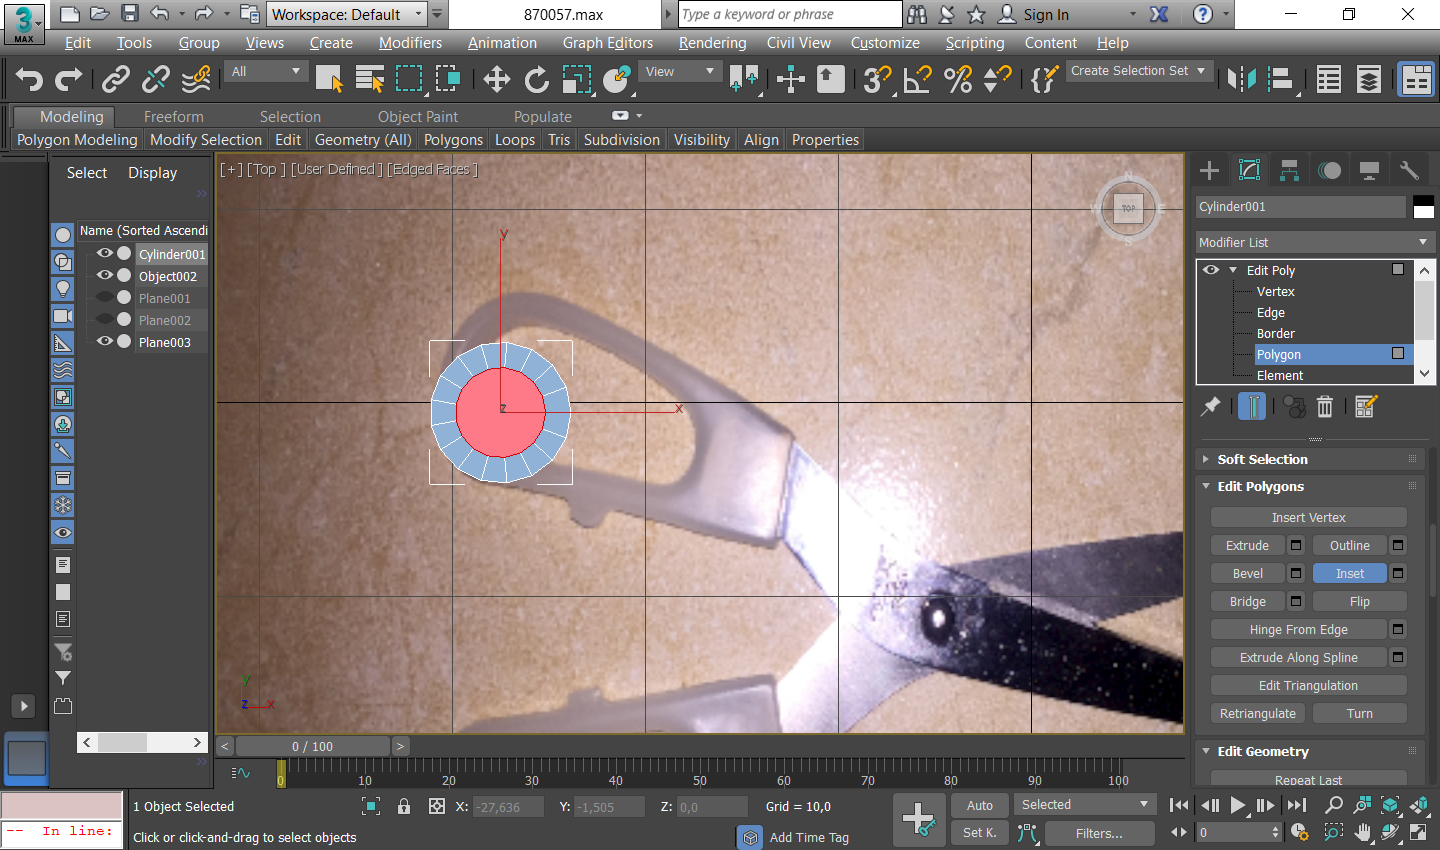 3
MAX
Workspace: Default
870057.max
Type a keyword or phrase
Sign In
Edit Tools Group Views Create Modifiers Animation Graph Editors Rendering Civil View Customize Scripting Content Help
All
View
3
Create Selection Set
Modeling Freeform Selection Object Paint Populate
Polygon Modeling Modify Selection Edit Geometry (All) Polygons Loops Tris Subdivision Visibility Align Properties
Select Display
Name (Sorted Ascendi
Cylinder001
Object002
Plane001
Plane002
Plane003
[+] [Top ] [User Defined ] [Edged Faces ]
N
W TOP E
S
y
z x
y
z x
Cylinder001
Modifier List
Edit Poly
Vertex
Edge
Border
Polygon
Element
Soft Selection
Edit Polygons
Insert Vertex
Extrude Outline
Bevel Inset
Bridge Flip
Hinge From Edge
Extrude Along Spline
Edit Triangulation
Retriangulate Turn
Edit Geometry
Repeat Last
< 0 / 100 >
0 10 20 30 40 50 60 70 80 90 100
-- In line:
1 Object Selected
X: -27,636 Y: -1,505 Z: 0,0 Grid = 10,0
Click or click-and-drag to select objects
Add Time Tag
Auto Selected
Set K. Filters...
0